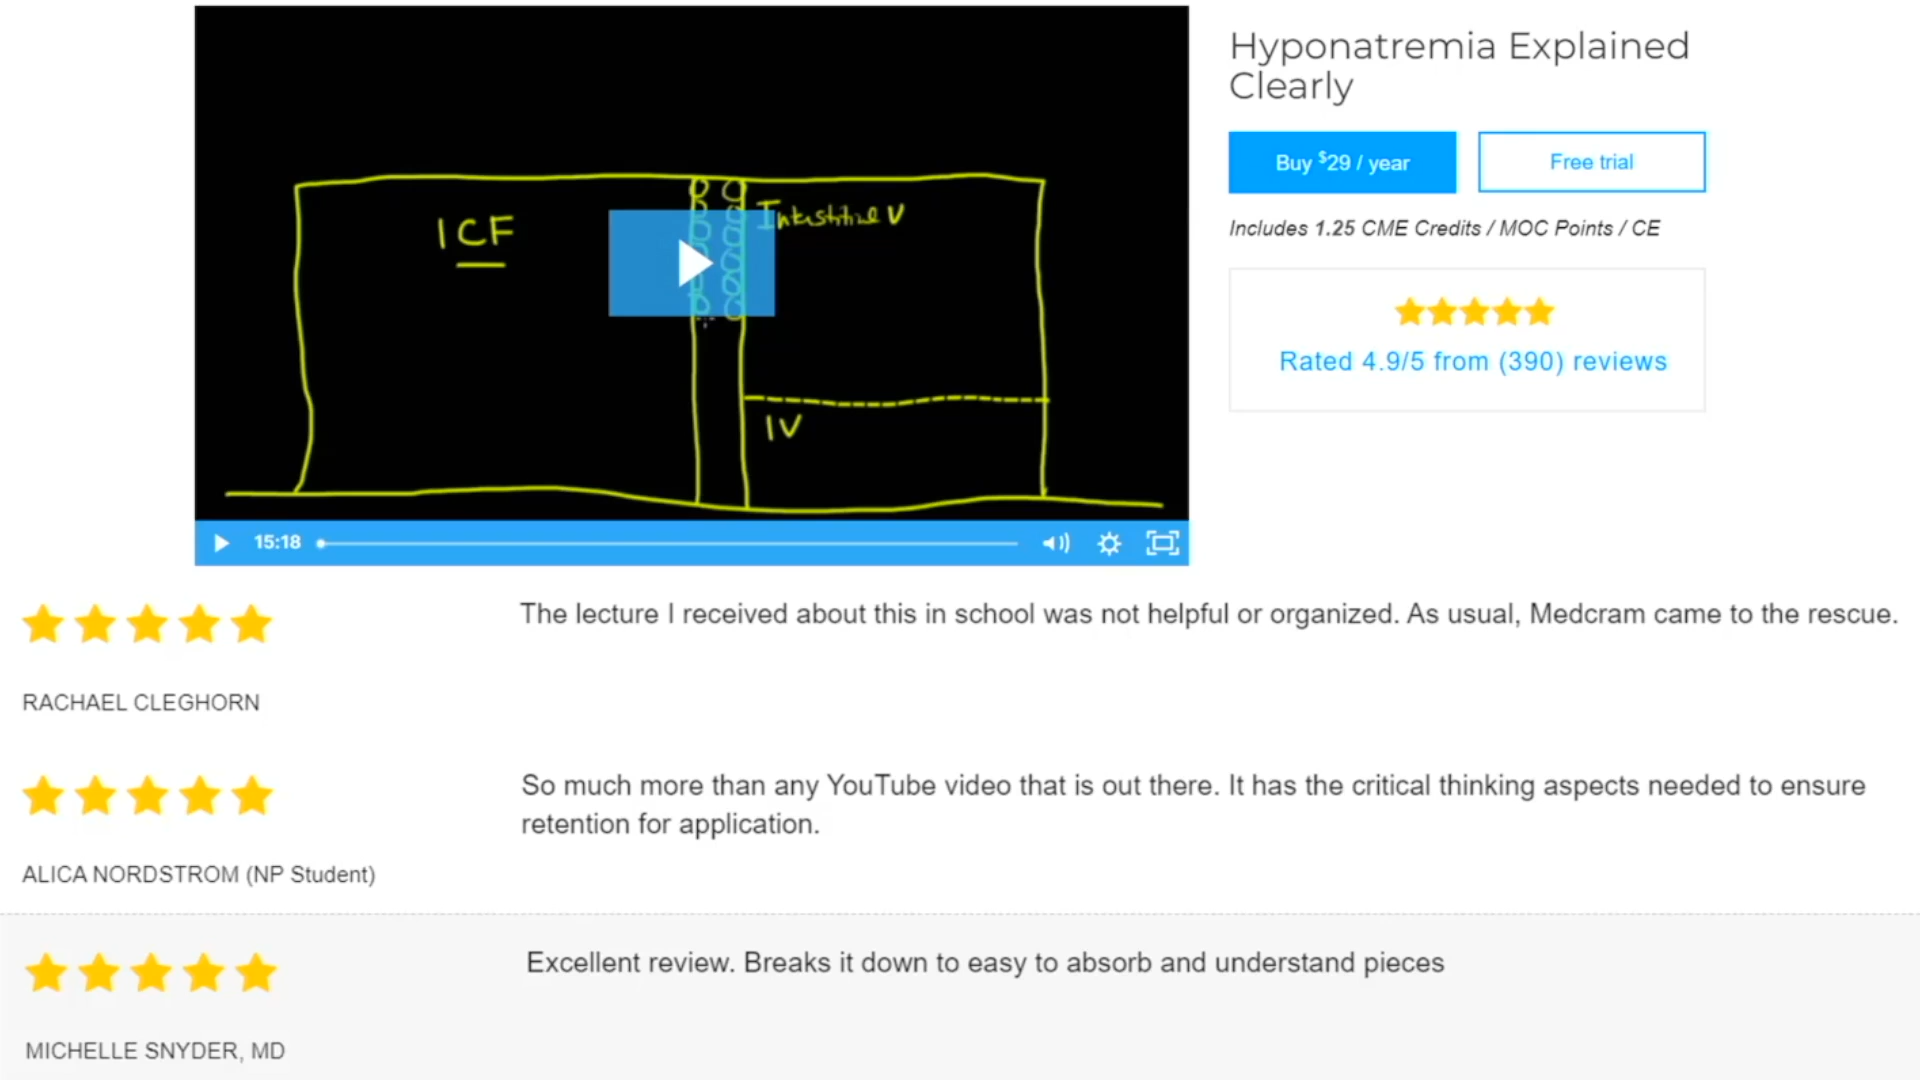 Hyponatremia Explained
Clearly
Buy $29 / year
Free trial
Includes 1.25 CME Credits / MOC Points / CE
Rated 4.9/5 from (390) reviews
ICF
Interstitial V
IV
15:18
The lecture I received about this in school was not helpful or organized. As usual, Medcram came to the rescue.
RACHAEL CLEGHORN
So much more than any YouTube video that is out there. It has the critical thinking aspects needed to ensure
retention for application.
ALICA NORDSTROM (NP Student)
Excellent review. Breaks it down to easy to absorb and understand pieces
MICHELLE SNYDER, MD